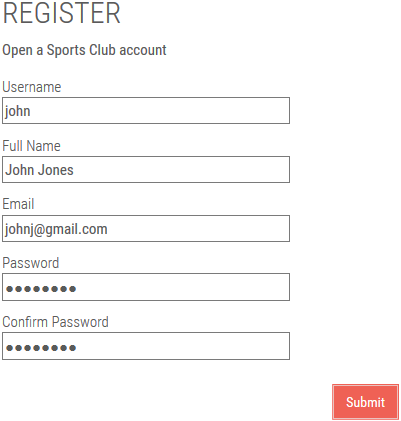 REGISTER
Open a Sports Club account
Username
john
Full Name
John Jones
Email
johnj@gmail.com
Password
●●●●●●●●
Confirm Password
●●●●●●●●
Submit